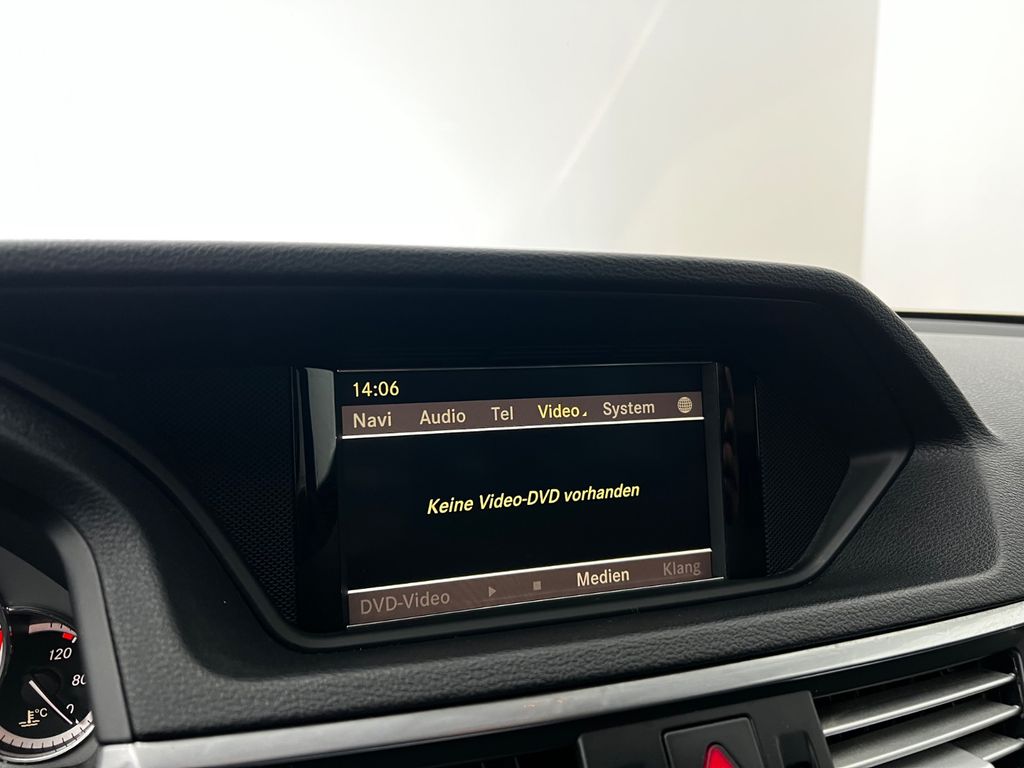 14:06
Navi Audio Tel Video System
Keine Video-DVD vorhanden
DVD-Video Medien Klang
120
80
°C